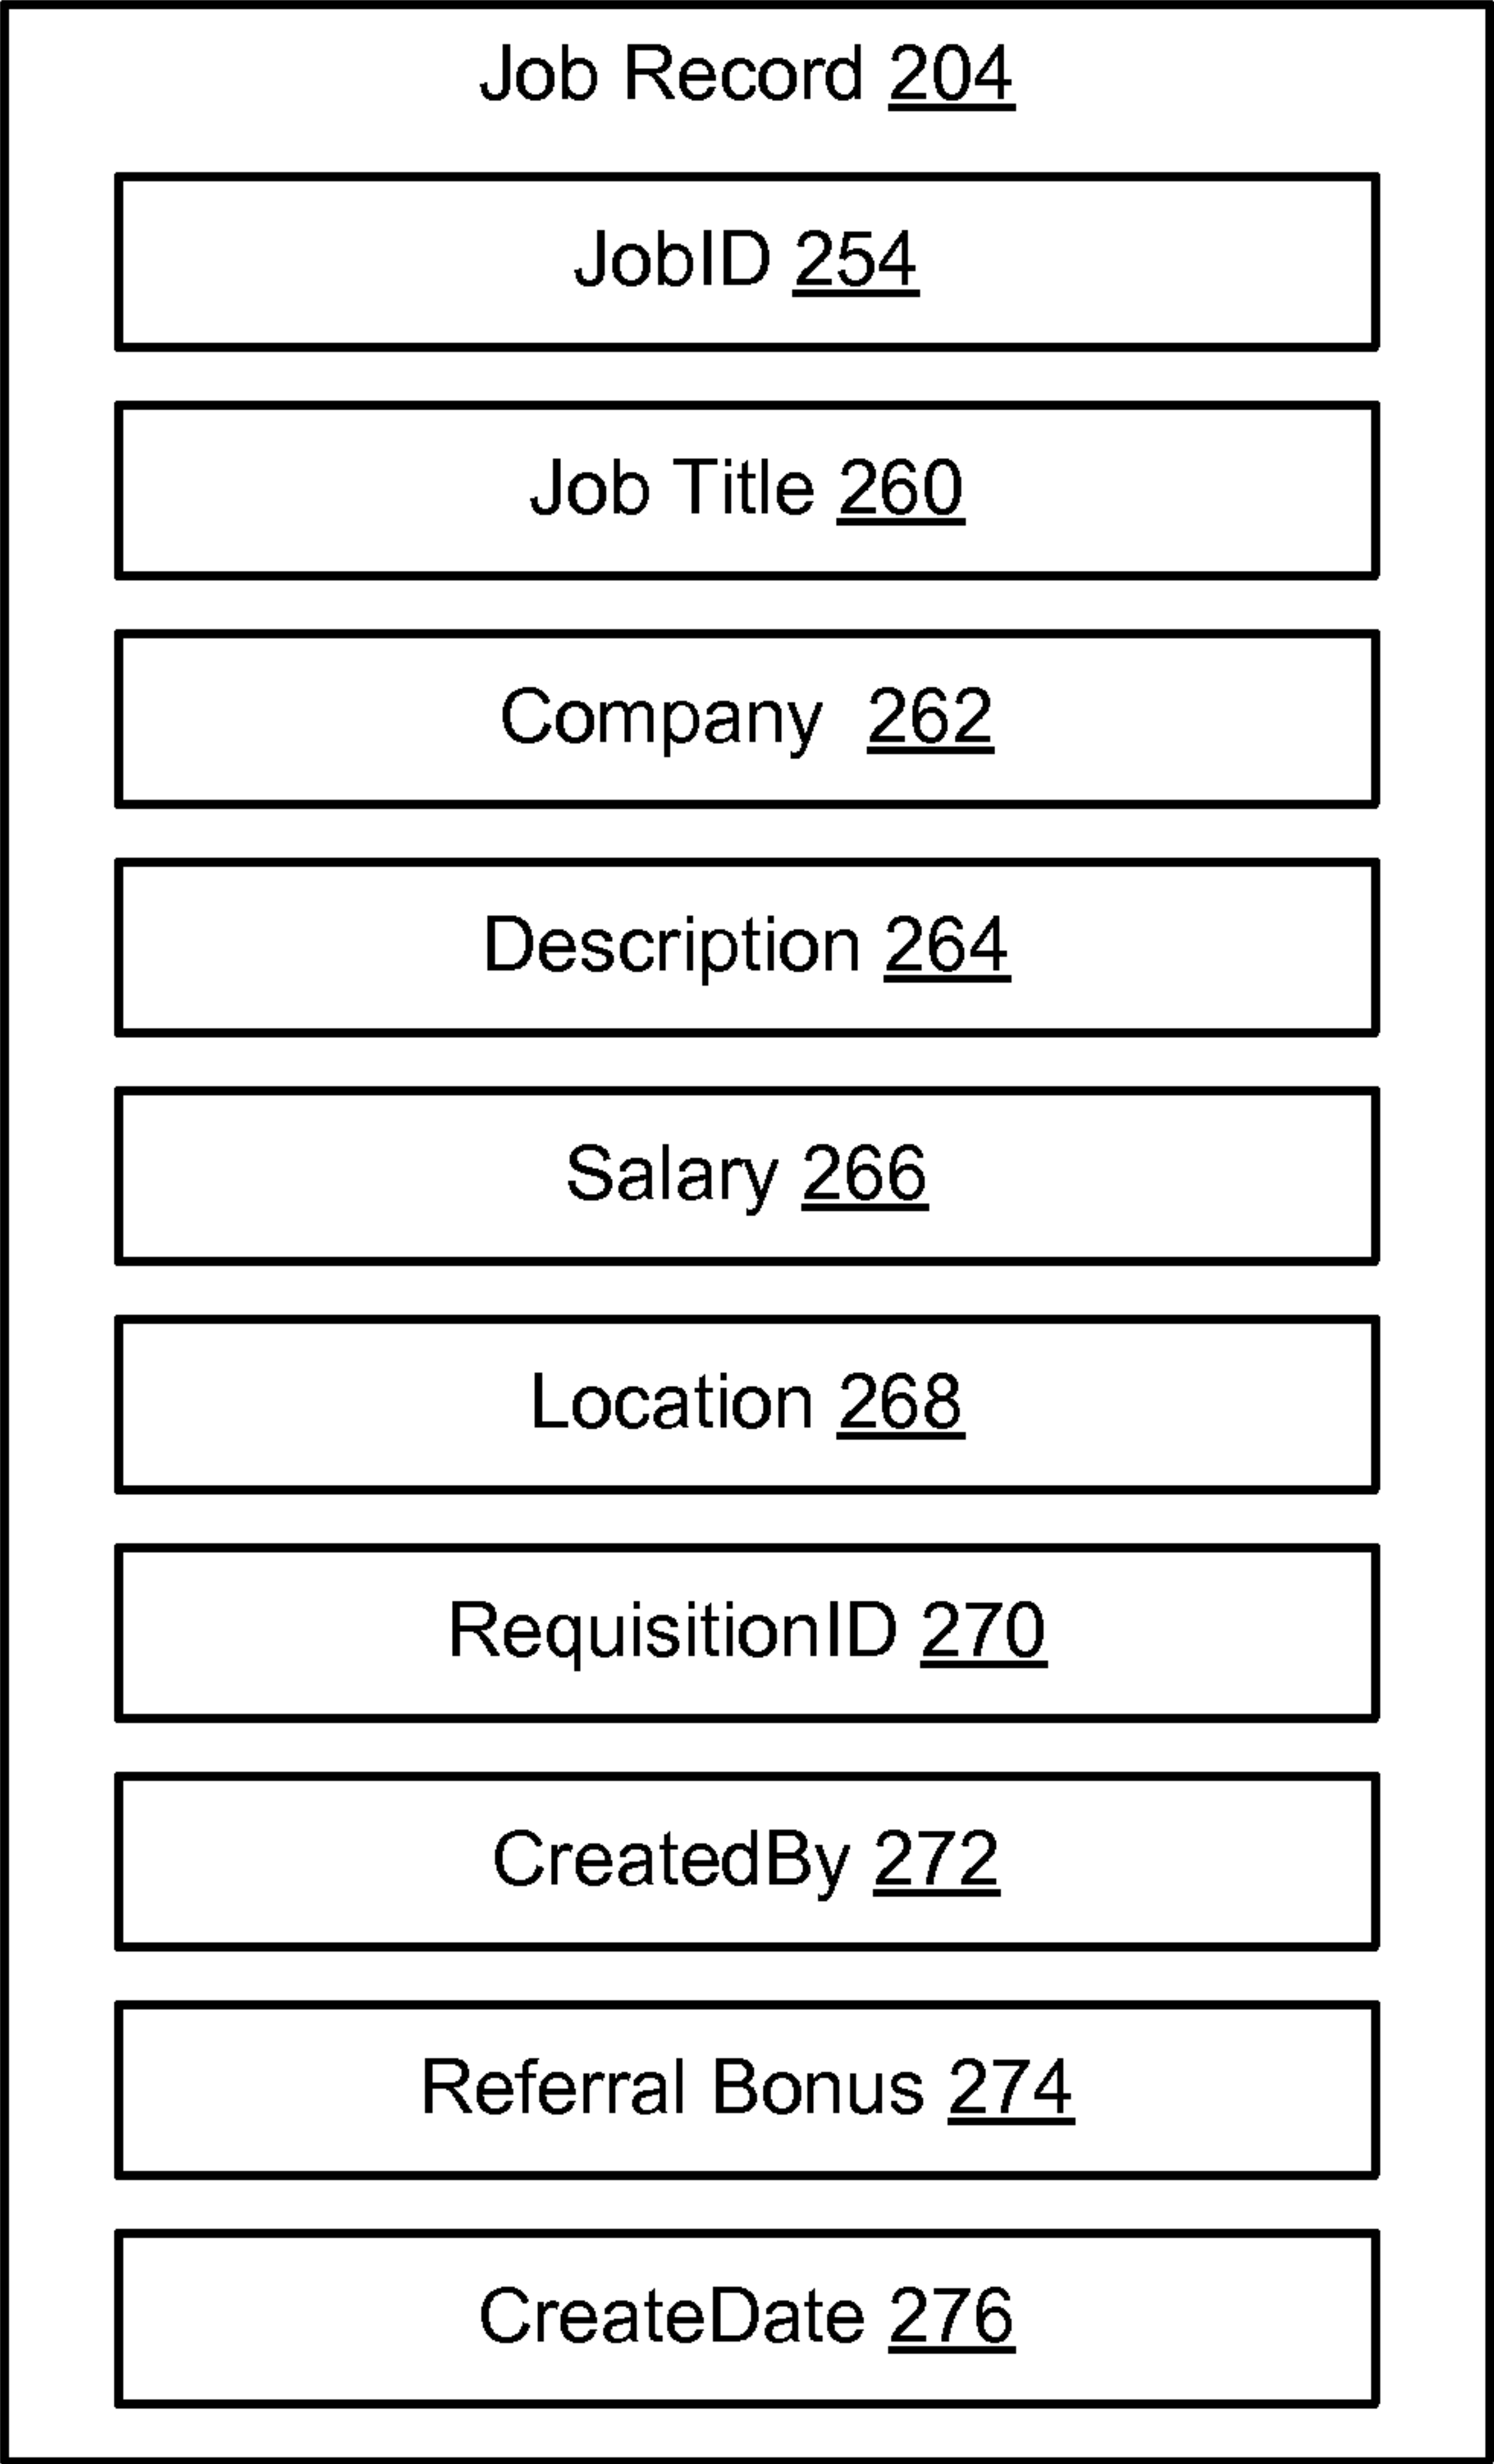 Job Record 204
JobID 254
Job Title 260
Company 262
Description 264
Salary 266
Location 268
RequisitionID 270
CreatedBy 272
Referral Bonus 274
CreateDate 276